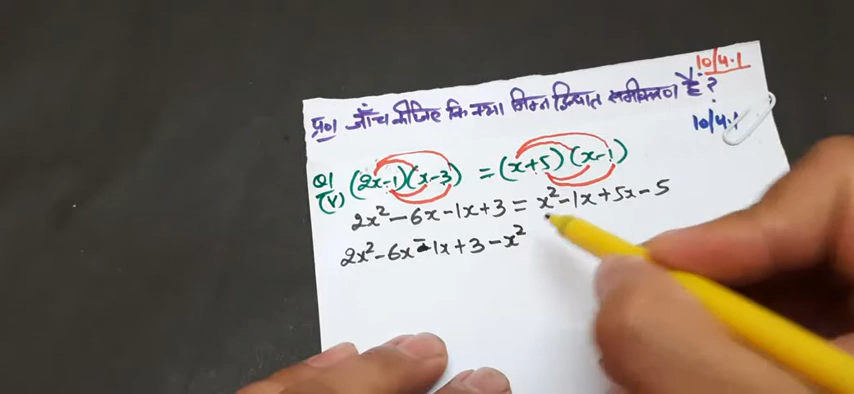 10/4.1
प्रश्न जाँच कीजिए कि क्या निम्न द्विघात समीकरण हैं?
10/4.1
Q1 (v) (2x-1)(x-3) = (x+5)(x-1)
2x² - 6x - 1x + 3 = x² - 1x + 5x - 5
2x² - 6x - 1x + 3 - x²